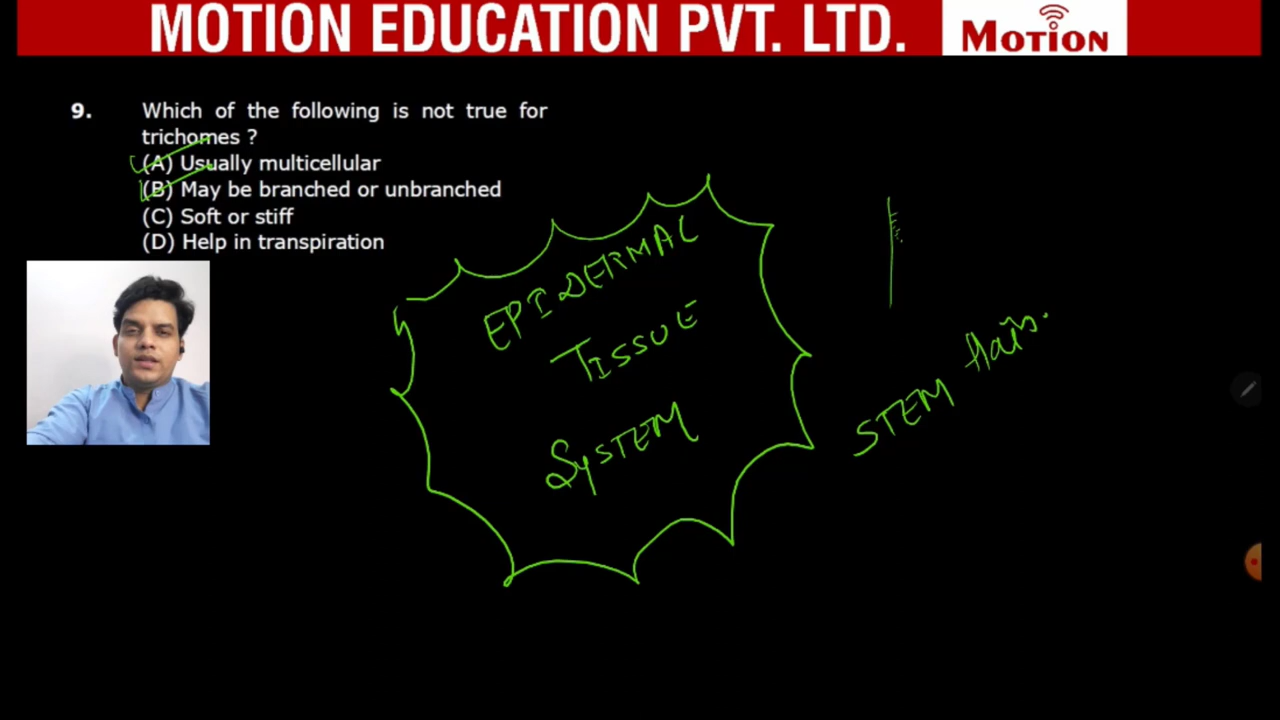 MOTION EDUCATION PVT. LTD.
MOTION
9. Which of the following is not true for
trichomes ?
(A) Usually multicellular
(B) May be branched or unbranched
(C) Soft or stiff
(D) Help in transpiration
EPIDERMAL
TISSUE
SYSTEM
STEM Hairs.